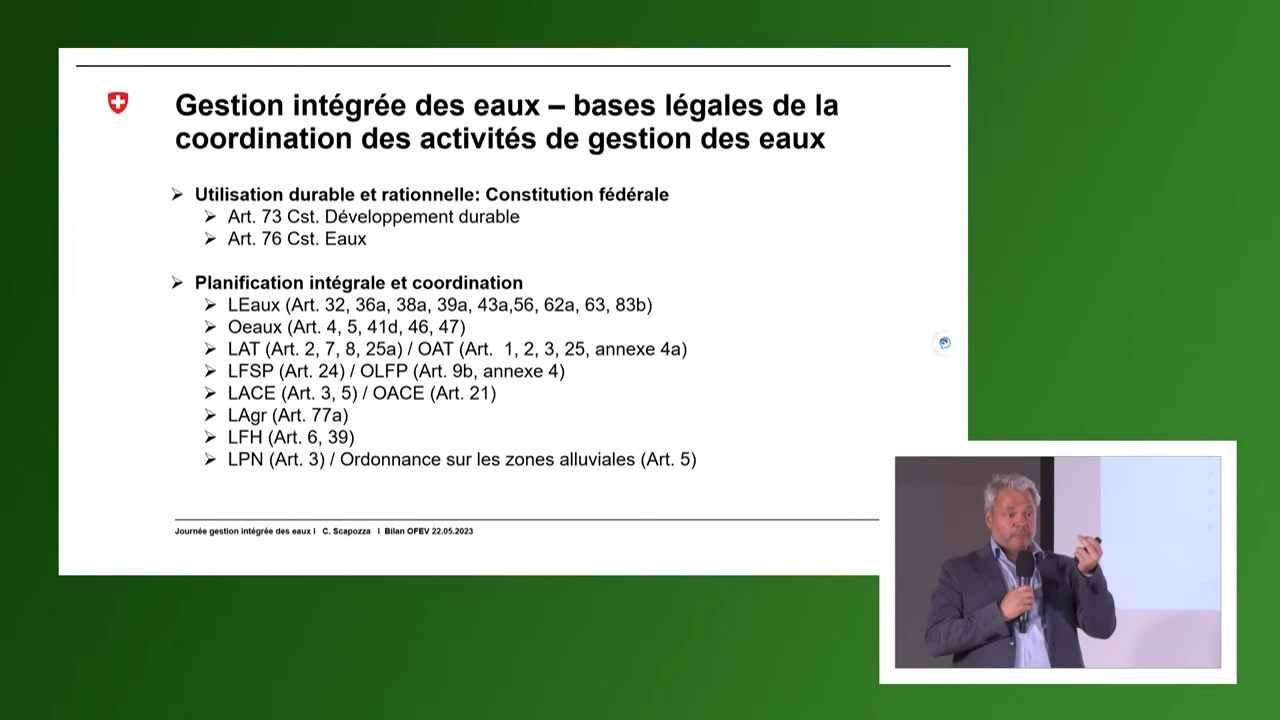 Gestion intégrée des eaux – bases légales de la
coordination des activités de gestion des eaux
Utilisation durable et rationnelle: Constitution fédérale
Art. 73 Cst. Développement durable
Art. 76 Cst. Eaux
Planification intégrale et coordination
LEaux (Art. 32, 36a, 38a, 39a, 43a,56, 62a, 63, 83b)
Oeaux (Art. 4, 5, 41d, 46, 47)
LAT (Art. 2, 7, 8, 25a) / OAT (Art. 1, 2, 3, 25, annexe 4a)
LFSP (Art. 24) / OLFP (Art. 9b, annexe 4)
LACE (Art. 3, 5) / OACE (Art. 21)
LAgr (Art. 77a)
LFH (Art. 6, 39)
LPN (Art. 3) / Ordonnance sur les zones alluviales (Art. 5)
Journée gestion intégrée des eaux I C. Scapozza I Bilan OFEV 22.05.2023